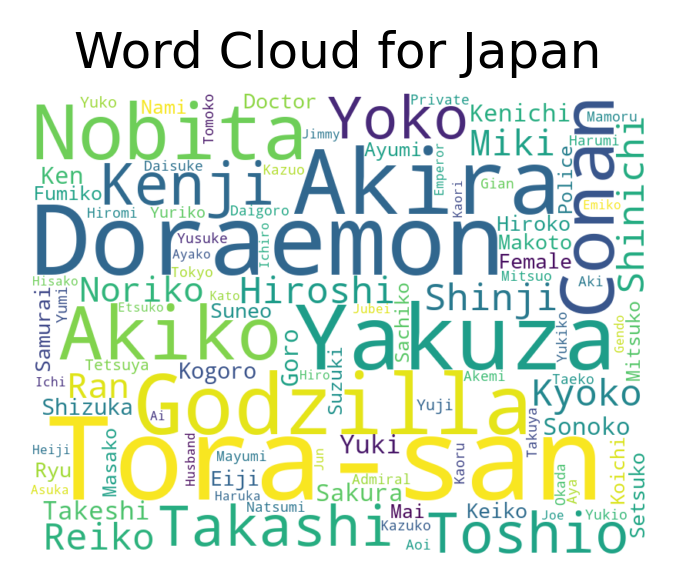 Word Cloud for Japan
Yuko Nami Tomoko Doctor Jimmy Yoko Private Kenichi Conan Mamoru
Nobita Kazuo Ayumi Emperor Miki Harumi Shinichi
Ken Daisuke Kenji Akira Kaori Gian Police Emiko
Fumiko Hiromi Yuriko Daigoro Hiroko
Doraemon Yusuke Ichiro Makoto
Ayako Female
Hisako Tokyo Mitsuo Aki
Samurai Yumi Noriko Kato Hiroshi Jubei Shinji Yukiko Gendo Mitsuko
Etsuko Suneo Sachiko
Akiko Goro Yakuza
Ichi Tetsuya Kogoro Hiro Suzuki Akemi Taeko
Ran Godzilla Kyoko
Shizuka Ai Yuji Takuya Sonoko
Heiji Masako Tora-san Husband Mayumi Jun Yuki Kaoru Koichi Setsuko
Ryu Eiji Admiral Okada Aya
Asuka Haruka Sakura
Takeshi Natsumi Mai Keiko Joe Yukio
Reiko Takashi Kazuko Toshio
Aoi